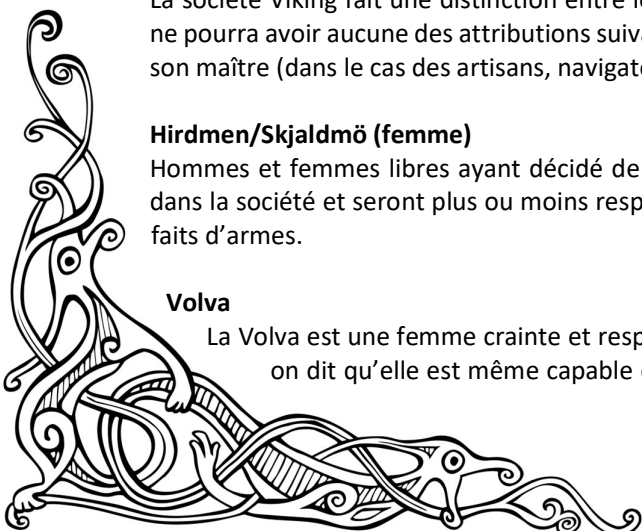 La société Viking fait une distinction entre l
ne pourra avoir aucune des attributions suiva
son maître (dans le cas des artisans, navigate
Hirdmen/Skjaldmö (femme)
Hommes et femmes libres ayant décidé de
dans la société et seront plus ou moins resp
faits d’armes.
Volva
La Volva est une femme crainte et resp
on dit qu’elle est même capable